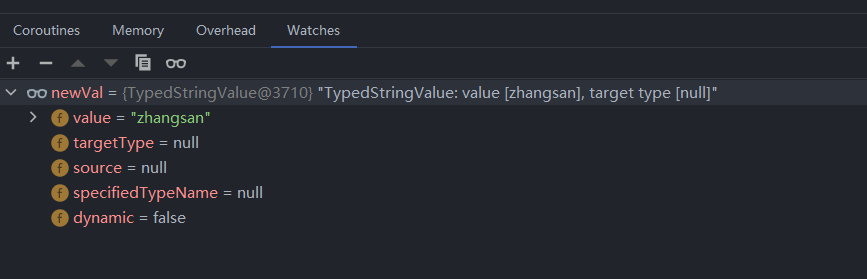 Coroutines Memory Overhead Watches
newVal = {TypedStringValue@3710} "TypedStringValue: value [zhangsan], target type [null]"
f value = "zhangsan"
f targetType = null
f source = null
f specifiedTypeName = null
f dynamic = false